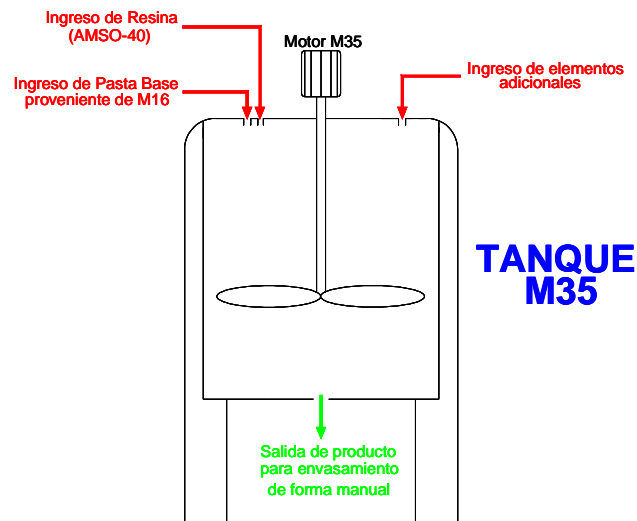 Ingreso de Resina
(AMSO-40)
Motor M35
Ingreso de Pasta Base
proveniente de M16
Ingreso de elementos
adicionales
TANQUE
M35
Salida de producto
para envasamiento
de forma manual